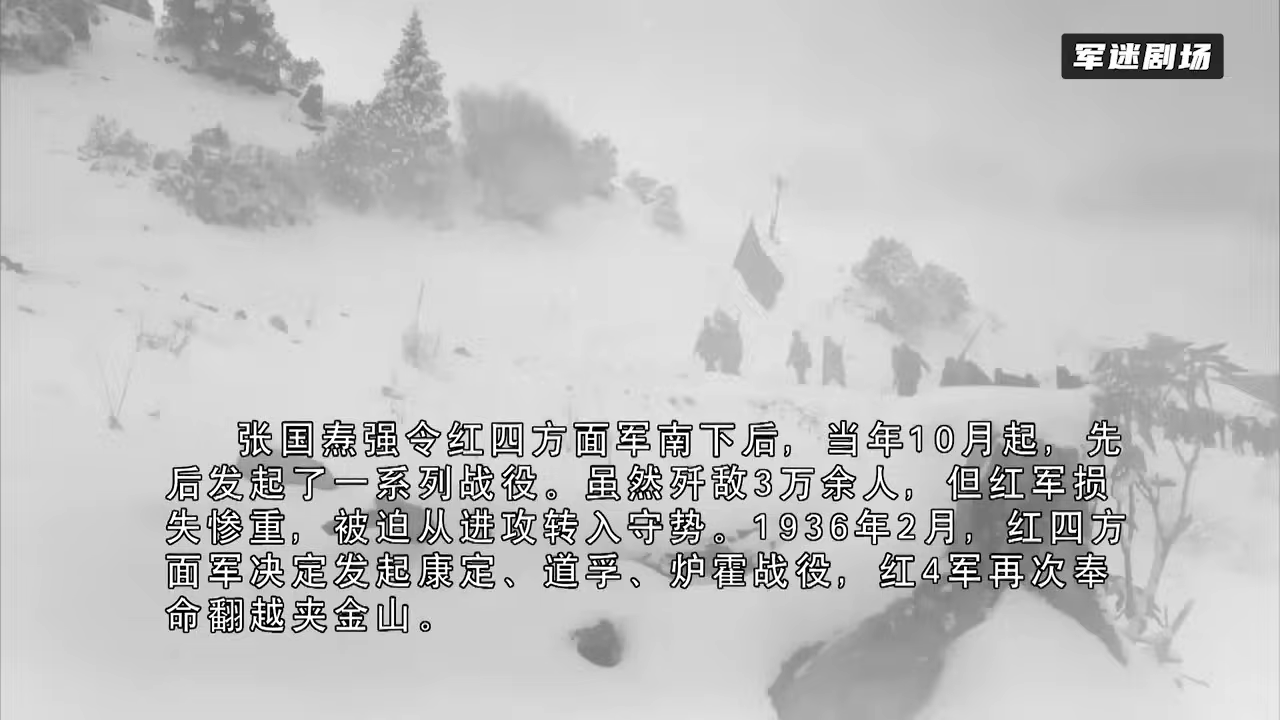 军迷剧场
张国焘强令红四方面军南下后，当年10月起，先
后发起了一系列战役。虽然歼敌3万余人，但红军损
失惨重，被迫从进攻转入守势。1936年2月，红四方
面军决定发起康定、道孚、炉霍战役，红4军再次奉
命翻越夹金山。